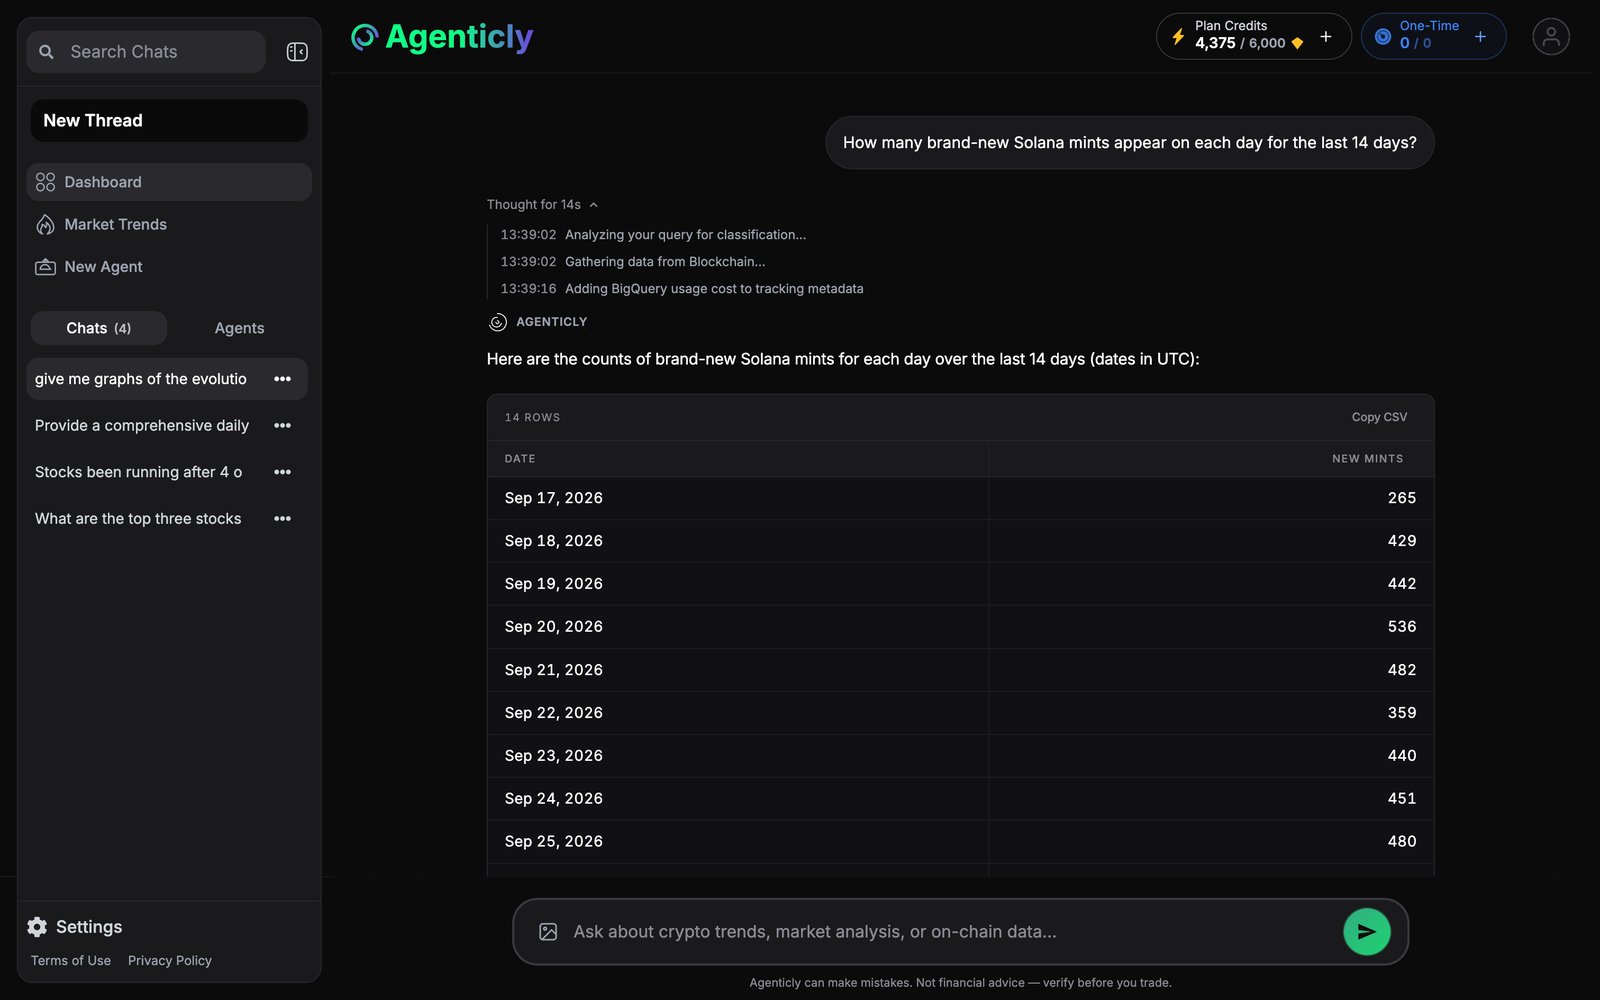 Search Chats
New Thread
Dashboard
Market Trends
New Agent
Chats (4)
Agents
give me graphs of the evolutio
Provide a comprehensive daily
Stocks been running after 4 o
What are the top three stocks
Settings
Terms of Use
Privacy Policy
Agenticly
Plan Credits
4,375 / 6,000
One-Time
0 / 0
How many brand-new Solana mints appear on each day for the last 14 days?
Thought for 14s
13:39:02 Analyzing your query for classification...
13:39:02 Gathering data from Blockchain...
13:39:16 Adding BigQuery usage cost to tracking metadata
AGENTICLY
Here are the counts of brand-new Solana mints for each day over the last 14 days (dates in UTC):
14 ROWS
Copy CSV
DATE NEW MINTS
Sep 17, 2026 265
Sep 18, 2026 429
Sep 19, 2026 442
Sep 20, 2026 536
Sep 21, 2026 482
Sep 22, 2026 359
Sep 23, 2026 440
Sep 24, 2026 451
Sep 25, 2026 480
Ask about crypto trends, market analysis, or on-chain data...
Agenticly can make mistakes. Not financial advice — verify before you trade.